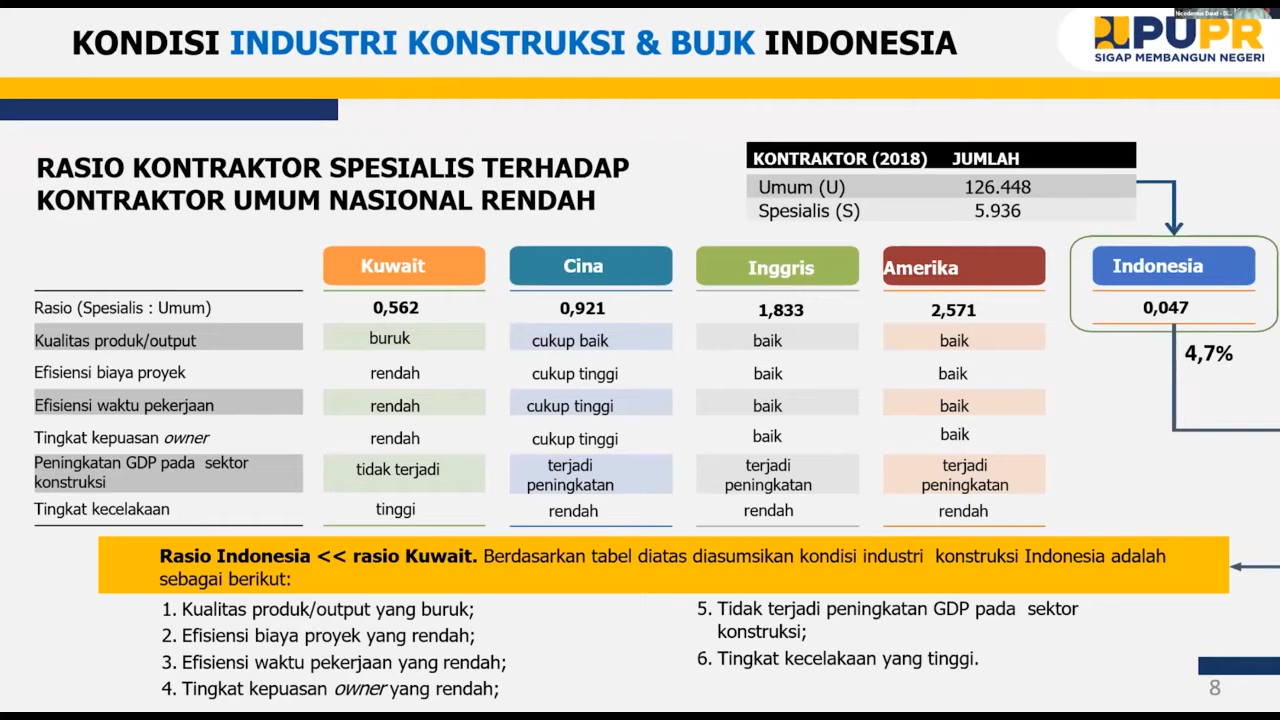 Nicodemus Daud - DJ...
KONDISI INDUSTRI KONSTRUKSI & BUJK INDONESIA
PUPR
SIGAP MEMBANGUN NEGERI
RASIO KONTRAKTOR SPESIALIS TERHADAP
KONTRAKTOR UMUM NASIONAL RENDAH
KONTRAKTOR (2018) JUMLAH
Umum (U) 126.448
Spesialis (S) 5.936
Kuwait Cina Inggris Amerika Indonesia
Rasio (Spesialis : Umum) 0,562 0,921 1,833 2,571 0,047
Kualitas produk/output buruk cukup baik baik baik
4,7%
Efisiensi biaya proyek rendah cukup tinggi baik baik
Efisiensi waktu pekerjaan rendah cukup tinggi baik baik
Tingkat kepuasan owner rendah cukup tinggi baik baik
Peningkatan GDP pada sektor tidak terjadi terjadi terjadi terjadi
konstruksi peningkatan peningkatan peningkatan
Tingkat kecelakaan tinggi rendah rendah rendah
Rasio Indonesia << rasio Kuwait. Berdasarkan tabel diatas diasumsikan kondisi industri konstruksi Indonesia adalah
sebagai berikut:
1. Kualitas produk/output yang buruk;
2. Efisiensi biaya proyek yang rendah;
3. Efisiensi waktu pekerjaan yang rendah;
4. Tingkat kepuasan owner yang rendah;
5. Tidak terjadi peningkatan GDP pada sektor
konstruksi;
6. Tingkat kecelakaan yang tinggi.
8